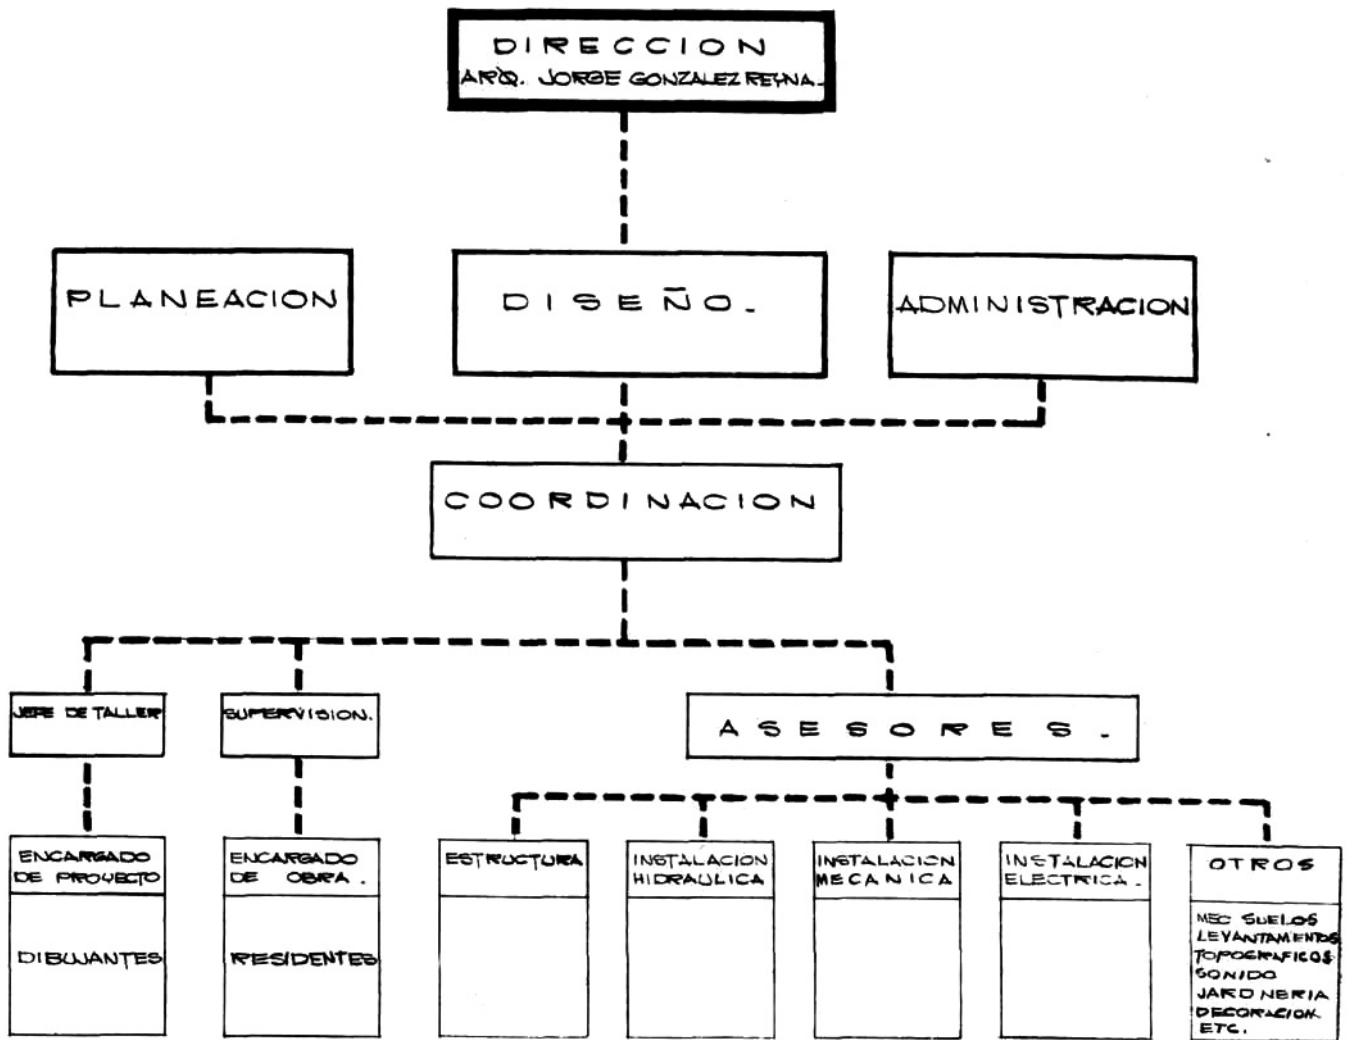 DIRECCION
ARQ. JORGE GONZALEZ REYNA.
PLANEACION
DISEÑO.
ADMINISTRACION
COORDINACION
JEFE DE TALLER
SUPERVISION.
ASESORES.
ENCARGADO
DE PROYECTO
DIBUJANTES
ENCARGADO
DE OBRA.
RESIDENTES
ESTRUCTURA
INSTALACION
HIDRAULICA
INSTALACION
MECANICA
INSTALACION
ELECTRICA.
OTROS
MEC SUELOS
LEVANTAMIENTOS
TOPOGRAFICOS
SONIDO
JARDINERIA
DECORACION
ETC.